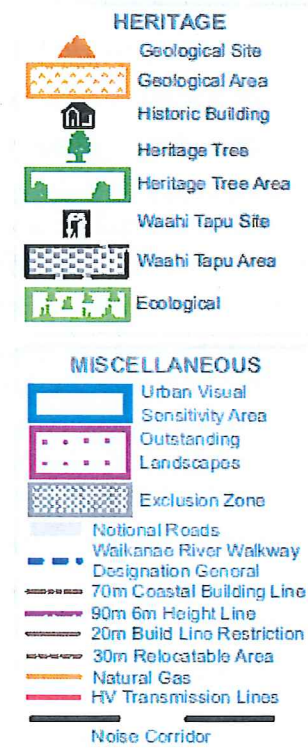 HERITAGE
Geological Site
Geological Area
Historic Building
Heritage Tree
Heritage Tree Area
Waahi Tapu Site
Waahi Tapu Area
Ecological
MISCELLANEOUS
Urban Visual
Sensitivity Area
Outstanding
Landscapes
Exclusion Zone
Notional Roads
Waikanae River Walkway
Designation General
70m Coastal Building Line
90m 6m Height Line
20m Build Line Restriction
30m Relocatable Area
Natural Gas
HV Transmission Lines
Noise Corridor